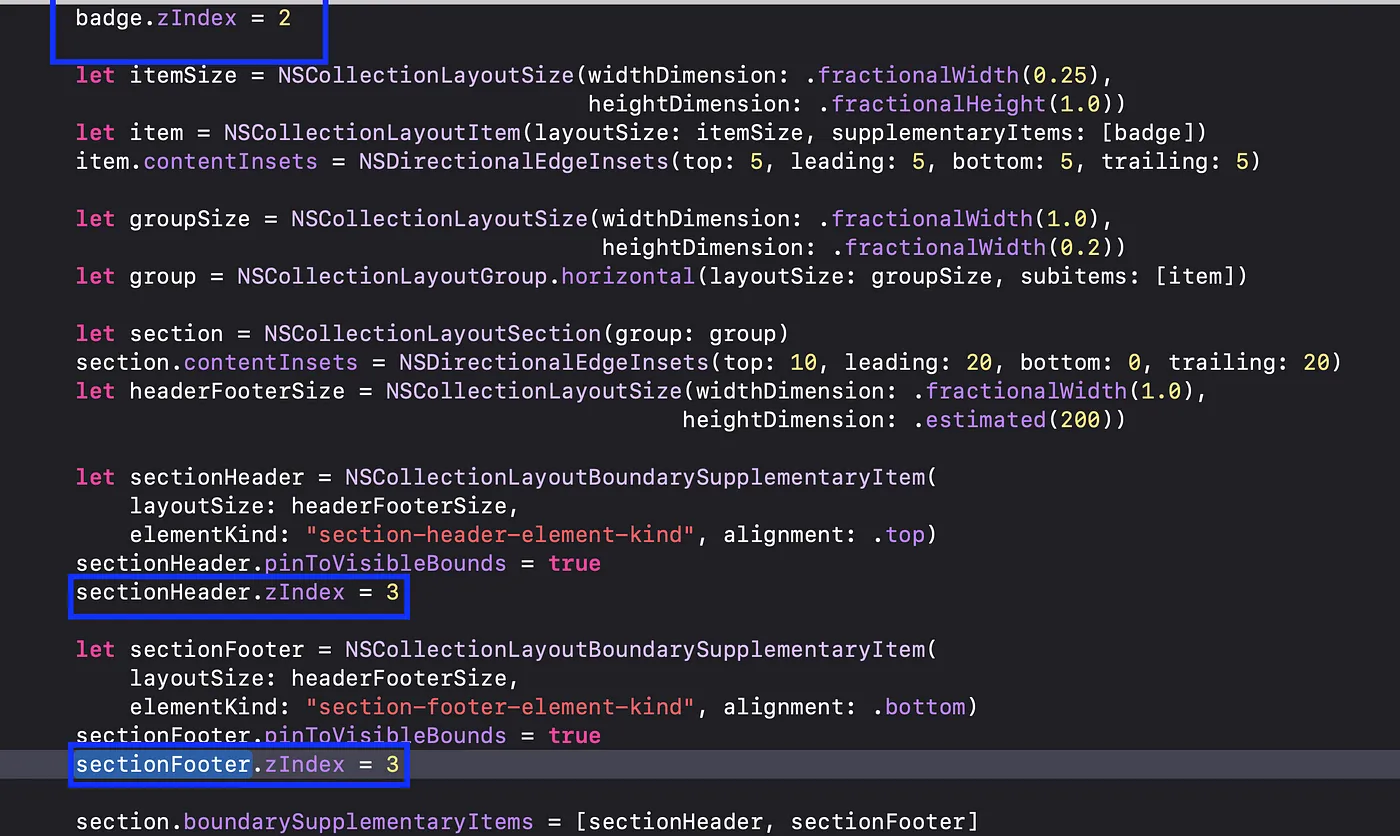 badge.zIndex = 2
let itemSize = NSCollectionLayoutSize(widthDimension: .fractionalWidth(0.25),
heightDimension: .fractionalHeight(1.0))
let item = NSCollectionLayoutItem(layoutSize: itemSize, supplementaryItems: [badge])
item.contentInsets = NSDirectionalEdgeInsets(top: 5, leading: 5, bottom: 5, trailing: 5)
let groupSize = NSCollectionLayoutSize(widthDimension: .fractionalWidth(1.0),
heightDimension: .fractionalWidth(0.2))
let group = NSCollectionLayoutGroup.horizontal(layoutSize: groupSize, subitems: [item])
let section = NSCollectionLayoutSection(group: group)
section.contentInsets = NSDirectionalEdgeInsets(top: 10, leading: 20, bottom: 0, trailing: 20)
let headerFooterSize = NSCollectionLayoutSize(widthDimension: .fractionalWidth(1.0),
heightDimension: .estimated(200))
let sectionHeader = NSCollectionLayoutBoundarySupplementaryItem(
layoutSize: headerFooterSize,
elementKind: "section-header-element-kind", alignment: .top)
sectionHeader.pinToVisibleBounds = true
sectionHeader.zIndex = 3
let sectionFooter = NSCollectionLayoutBoundarySupplementaryItem(
layoutSize: headerFooterSize,
elementKind: "section-footer-element-kind", alignment: .bottom)
sectionFooter.pinToVisibleBounds = true
sectionFooter.zIndex = 3
section.boundarySupplementaryItems = [sectionHeader, sectionFooter]